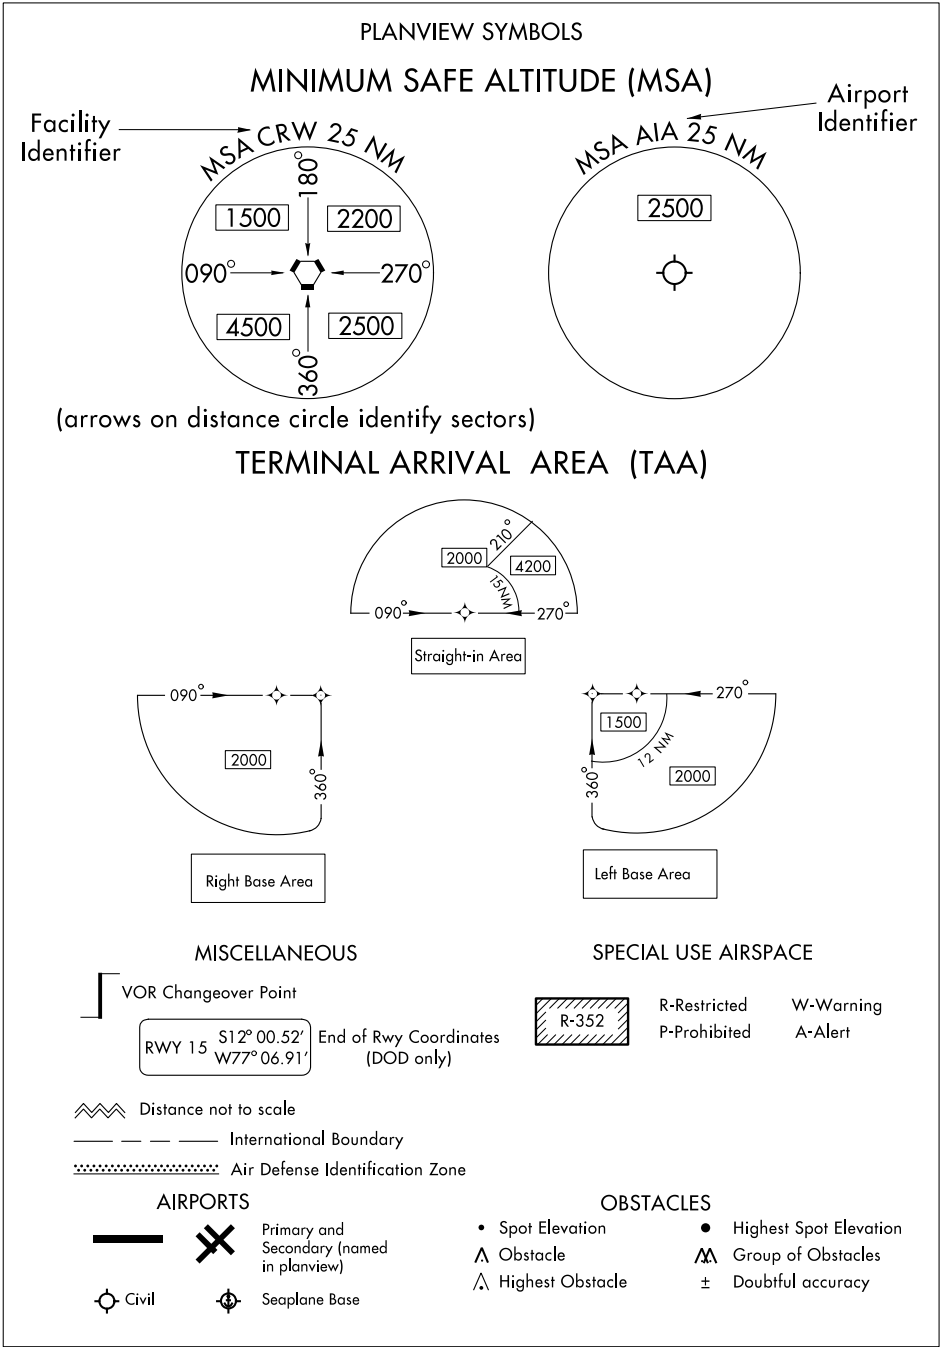 PLANVIEW SYMBOLS
MINIMUM SAFE ALTITUDE (MSA)
Facility
Identifier
MSA CRW 25 NM
180°
1500
2200
090°
270°
4500
2500
360°
Airport
Identifier
MSA AIA 25 NM
2500
(arrows on distance circle identify sectors)
TERMINAL ARRIVAL AREA (TAA)
210°
2000
4200
15NM
090°
270°
Straight-in Area
090°
2000
360°
Right Base Area
270°
1500
12 NM
360°
2000
Left Base Area
MISCELLANEOUS
VOR Changeover Point
RWY 15
S12° 00.52'
W77° 06.91'
End of Rwy Coordinates
(DOD only)
Distance not to scale
International Boundary
Air Defense Identification Zone
SPECIAL USE AIRSPACE
R-352
R-Restricted
W-Warning
P-Prohibited
A-Alert
AIRPORTS
Primary and
Secondary (named
in planview)
Civil
Seaplane Base
OBSTACLES
Spot Elevation
Highest Spot Elevation
Obstacle
Group of Obstacles
Highest Obstacle
± Doubtful accuracy